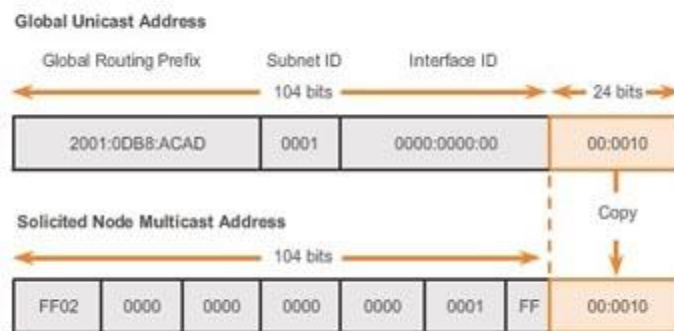 Global Unicast Address
Global Routing Prefix Subnet ID Interface ID
104 bits 24 bits
2001:0DB8:ACAD 0001 0000:0000:00 00:0010
Copy
Solicited Node Multicast Address
104 bits
FF02 0000 0000 0000 0000 0001 FF 00:0010